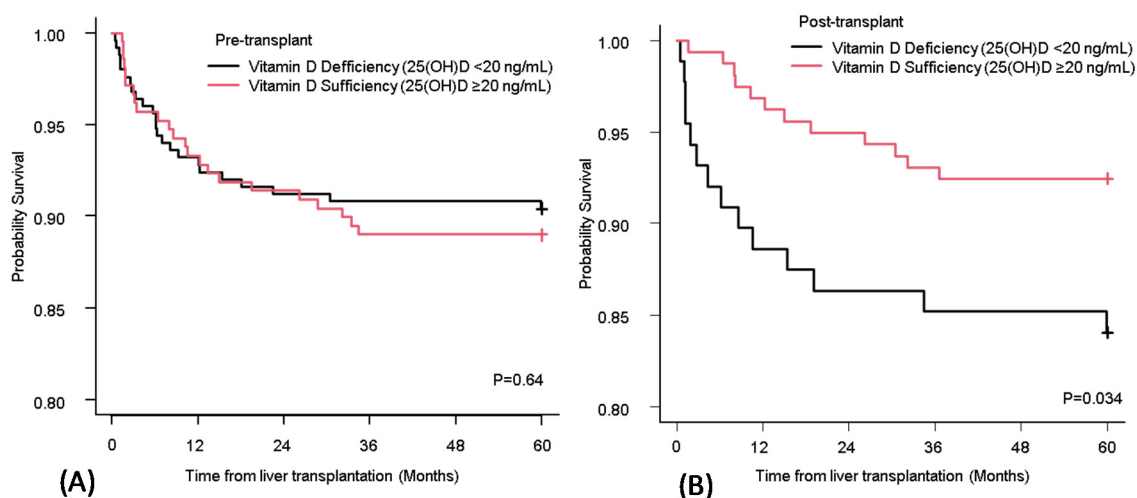 Pre-transplant
Vitamin D Defficiency (25(OH)D <20 ng/mL)
Vitamin D Sufficiency (25(OH)D ≥20 ng/mL)
Probability Survival
1.00
0.95
0.90
0.85
0.80
P=0.64
0 12 24 36 48 60
Time from liver transplantation (Months)
(A)
Post-transplant
Vitamin D Deficiency (25(OH)D <20 ng/mL)
Vitamin D Sufficiency (25(OH)D ≥20 ng/mL)
Probability Survival
1.00
0.95
0.90
0.85
0.80
P=0.034
0 12 24 36 48 60
Time from liver transplantation (Months)
(B)